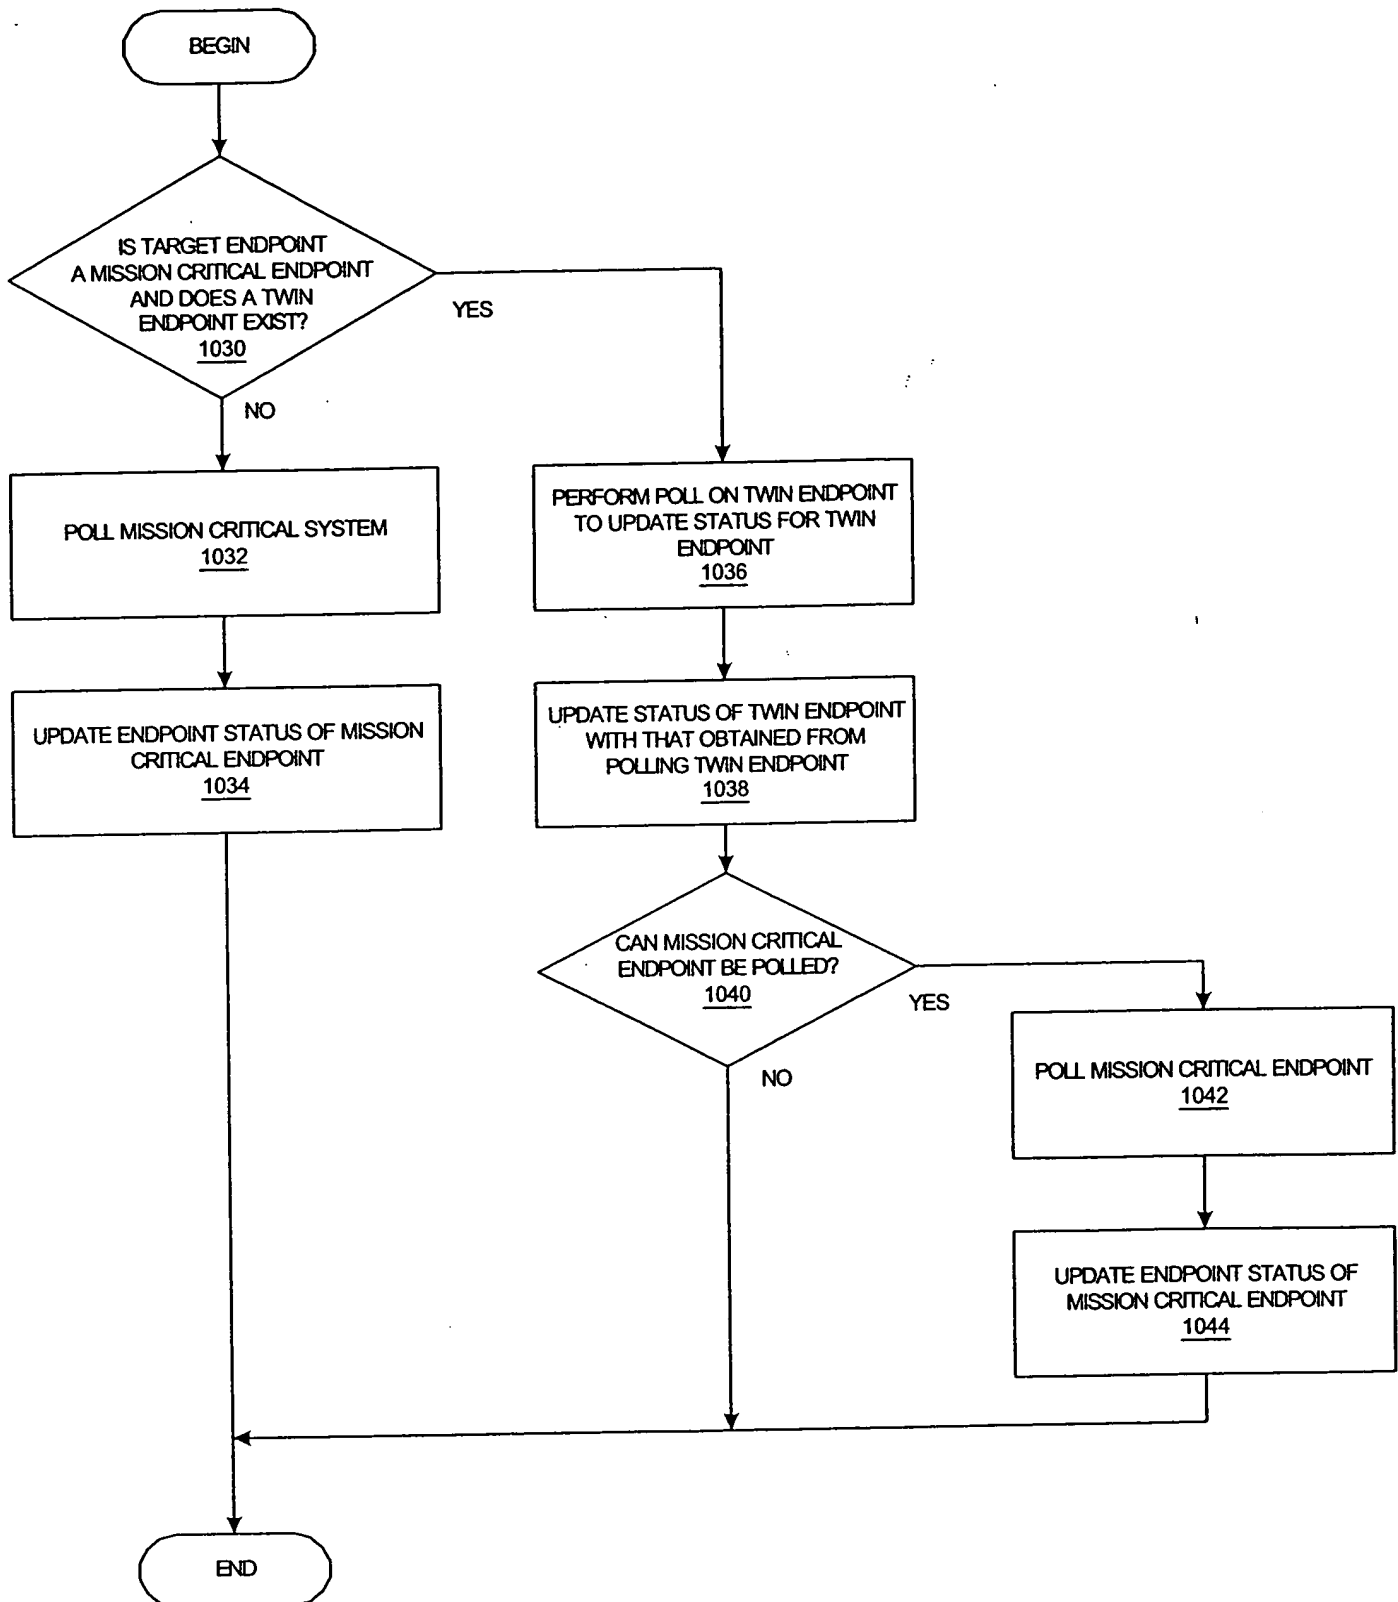 BEGIN
IS TARGET ENDPOINT
A MISSION CRITICAL ENDPOINT
AND DOES A TWIN
ENDPOINT EXIST?
1030
YES
NO
POLL MISSION CRITICAL SYSTEM
1032
PERFORM POLL ON TWIN ENDPOINT
TO UPDATE STATUS FOR TWIN
ENDPOINT
1036
UPDATE ENDPOINT STATUS OF MISSION
CRITICAL ENDPOINT
1034
UPDATE STATUS OF TWIN ENDPOINT
WITH THAT OBTAINED FROM
POLLING TWIN ENDPOINT
1038
CAN MISSION CRITICAL
ENDPOINT BE POLLED?
1040
YES
NO
POLL MISSION CRITICAL ENDPOINT
1042
UPDATE ENDPOINT STATUS OF
MISSION CRITICAL ENDPOINT
1044
END